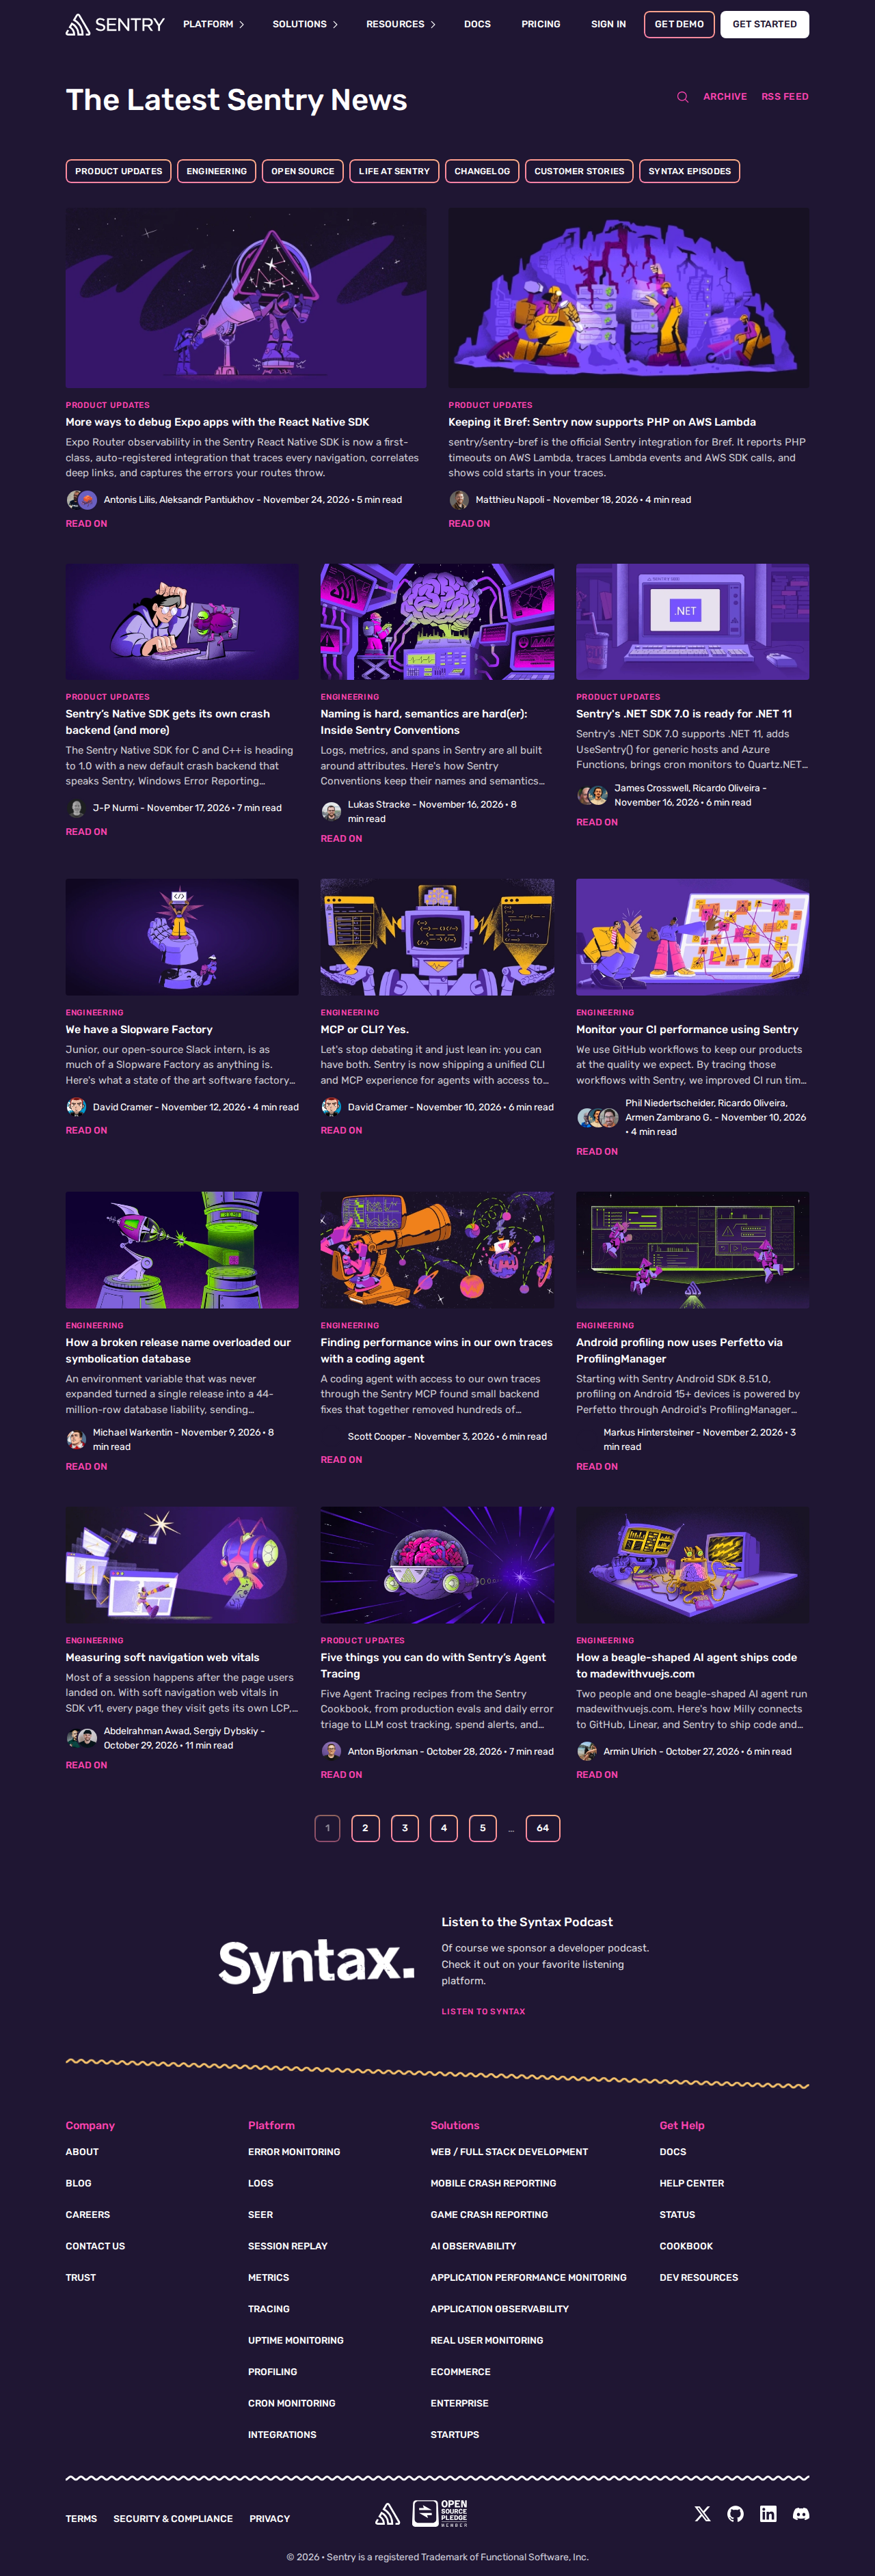 SENTRY PLATFORM SOLUTIONS RESOURCES DOCS PRICING SIGN IN GET DEMO GET STARTED
The Latest Sentry News
ARCHIVE RSS FEED
PRODUCT UPDATES ENGINEERING OPEN SOURCE LIFE AT SENTRY CHANGELOG CUSTOMER STORIES SYNTAX EPISODES
PRODUCT UPDATES
More ways to debug Expo apps with the React Native SDK
Expo Router observability in the Sentry React Native SDK is now a first-
class, auto-registered integration that traces every navigation, correlates
deep links, and captures the errors your routes throw.
Antonis Lilis, Aleksandr Pantiukhov - November 24, 2026 • 5 min read
READ ON
PRODUCT UPDATES
Keeping it Bref: Sentry now supports PHP on AWS Lambda
sentry/sentry-bref is the official Sentry integration for Bref. It reports PHP
timeouts on AWS Lambda, traces Lambda events and AWS SDK calls, and
shows cold starts in your traces.
Matthieu Napoli - November 18, 2026 • 4 min read
READ ON
PRODUCT UPDATES
Sentry's Native SDK gets its own crash
backend (and more)
The Sentry Native SDK for C and C++ is heading
to 1.0 with a new default crash backend that
speaks Sentry, Windows Error Reporting…
J-P Nurmi - November 17, 2026 • 7 min read
READ ON
ENGINEERING
Naming is hard, semantics are hard(er):
Inside Sentry Conventions
Logs, metrics, and spans in Sentry are all built
around attributes. Here's how Sentry
Conventions keep their names and semantics…
Lukas Stracke - November 16, 2026 • 8
min read
READ ON
.NET
PRODUCT UPDATES
Sentry's .NET SDK 7.0 is ready for .NET 11
Sentry's .NET SDK 7.0 supports .NET 11, adds
UseSentry() for generic hosts and Azure
Functions, brings cron monitors to Quartz.NET…
James Crosswell, Ricardo Oliveira -
November 16, 2026 • 6 min read
READ ON
ENGINEERING
We have a Slopware Factory
Junior, our open-source Slack intern, is as
much of a Slopware Factory as anything is.
Here's what a state of the art software factory…
David Cramer - November 12, 2026 • 4 min read
READ ON
ENGINEERING
MCP or CLI? Yes.
Let's stop debating it and just lean in: you can
have both. Sentry is now shipping a unified CLI
and MCP experience for agents with access to…
David Cramer - November 10, 2026 • 6 min read
READ ON
ENGINEERING
Monitor your CI performance using Sentry
We use GitHub workflows to keep our products
at the quality we expect. By tracing those
workflows with Sentry, we improved CI run tim…
Phil Niedertscheider, Ricardo Oliveira,
Armen Zambrano G. - November 10, 2026
• 4 min read
READ ON
ENGINEERING
How a broken release name overloaded our
symbolication database
An environment variable that was never
expanded turned a single release into a 44-
million-row database liability, sending…
Michael Warkentin - November 9, 2026 • 8
min read
READ ON
ENGINEERING
Finding performance wins in our own traces
with a coding agent
A coding agent with access to our own traces
through the Sentry MCP found small backend
fixes that together removed hundreds of…
Scott Cooper - November 3, 2026 • 6 min read
READ ON
ENGINEERING
Android profiling now uses Perfetto via
ProfilingManager
Starting with Sentry Android SDK 8.51.0,
profiling on Android 15+ devices is powered by
Perfetto through Android's ProfilingManager…
Markus Hintersteiner - November 2, 2026 • 3
min read
READ ON
ENGINEERING
Measuring soft navigation web vitals
Most of a session happens after the page users
landed on. With soft navigation web vitals in
SDK v11, every page they visit gets its own LCP,…
Abdelrahman Awad, Sergiy Dybskiy -
October 29, 2026 • 11 min read
READ ON
PRODUCT UPDATES
Five things you can do with Sentry's Agent
Tracing
Five Agent Tracing recipes from the Sentry
Cookbook, from production evals and daily error
triage to LLM cost tracking, spend alerts, and…
Anton Bjorkman - October 28, 2026 • 7 min read
READ ON
ENGINEERING
How a beagle-shaped AI agent ships code
to madewithvuejs.com
Two people and one beagle-shaped AI agent run
madewithvuejs.com. Here's how Milly connects
to GitHub, Linear, and Sentry to ship code and…
Armin Ulrich - October 27, 2026 • 6 min read
READ ON
1 2 3 4 5 … 64
Syntax.
Listen to the Syntax Podcast
Of course we sponsor a developer podcast.
Check it out on your favorite listening
platform.
LISTEN TO SYNTAX
Company
ABOUT
BLOG
CAREERS
CONTACT US
TRUST
Platform
ERROR MONITORING
LOGS
SEER
SESSION REPLAY
METRICS
TRACING
UPTIME MONITORING
PROFILING
CRON MONITORING
INTEGRATIONS
Solutions
WEB / FULL STACK DEVELOPMENT
MOBILE CRASH REPORTING
GAME CRASH REPORTING
AI OBSERVABILITY
APPLICATION PERFORMANCE MONITORING
APPLICATION OBSERVABILITY
REAL USER MONITORING
ECOMMERCE
ENTERPRISE
STARTUPS
Get Help
DOCS
HELP CENTER
STATUS
COOKBOOK
DEV RESOURCES
TERMS SECURITY & COMPLIANCE PRIVACY
OPEN
SOURCE
PLEDGE
MEMBER
© 2026 • Sentry is a registered Trademark of Functional Software, Inc.